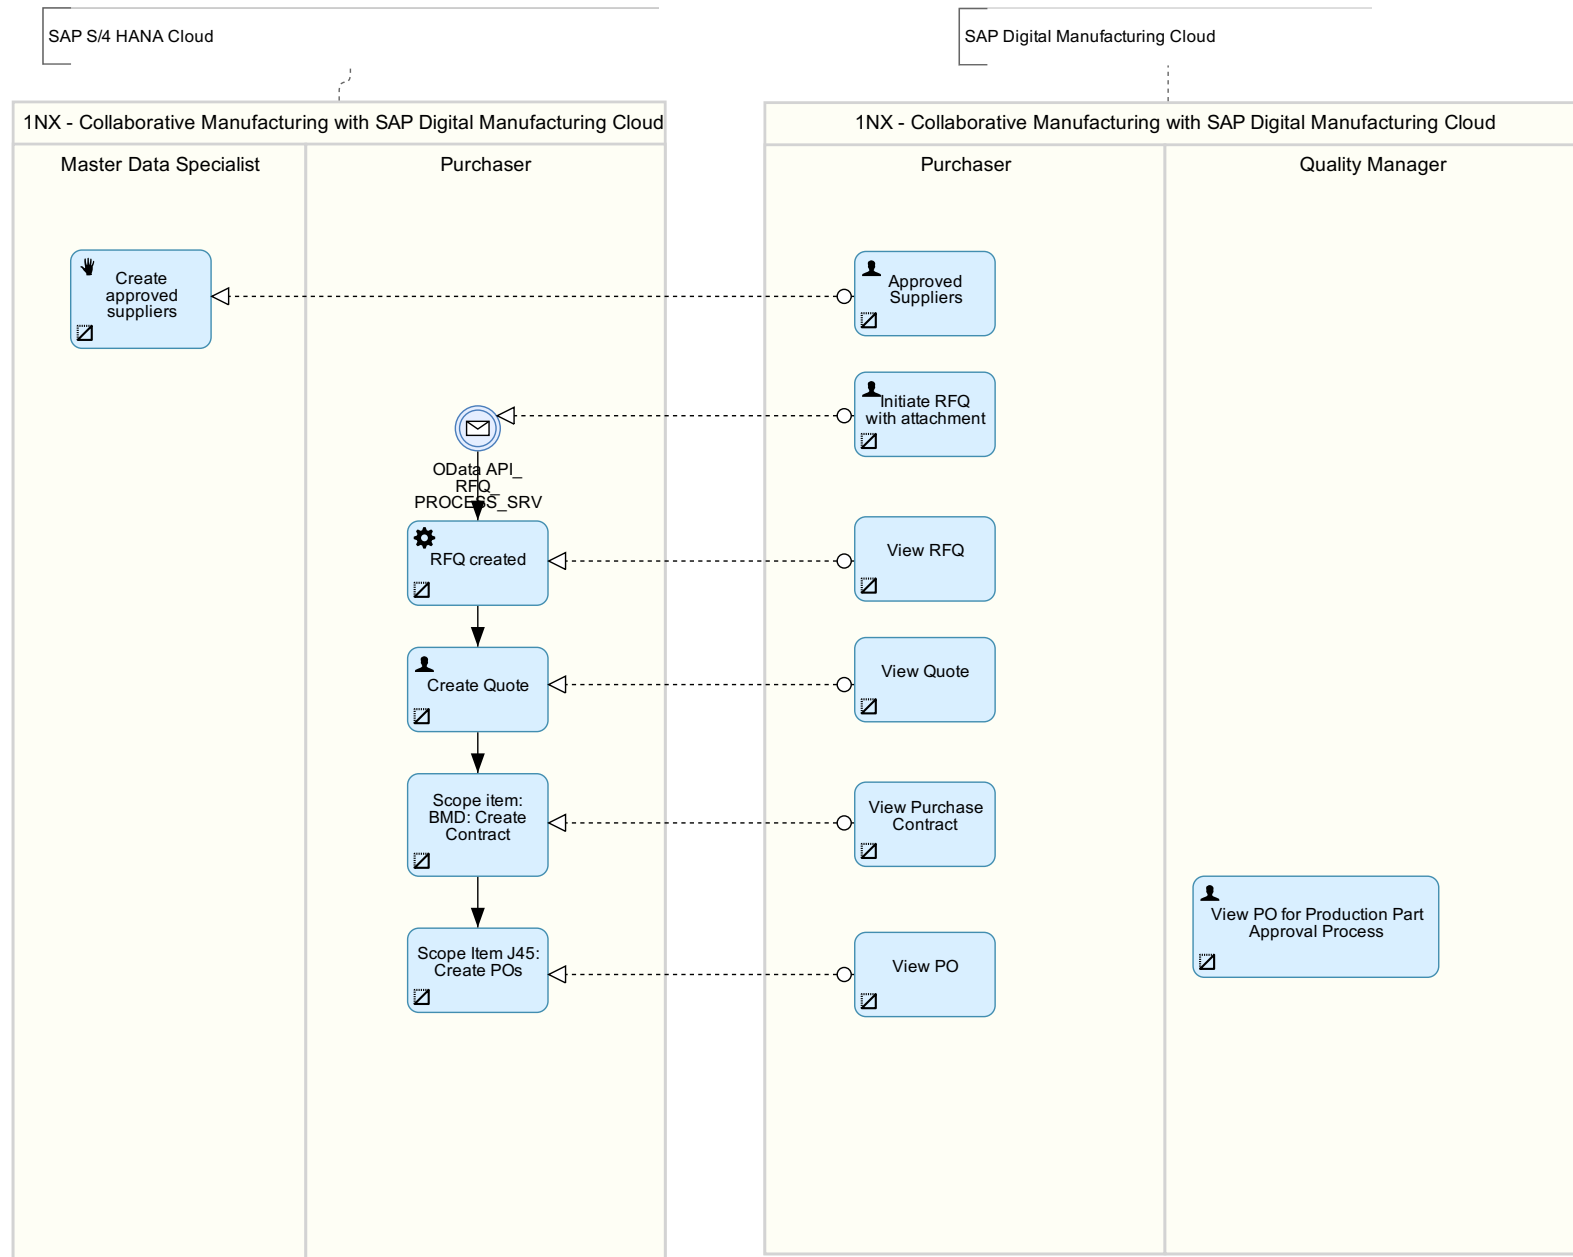 SAP S/4 HANA Cloud
SAP Digital Manufacturing Cloud
1NX - Collaborative Manufacturing with SAP Digital Manufacturing Cloud
Master Data Specialist
Purchaser
Create
approved
suppliers
OData API_
RFQ_
PROCESS_SRV
RFQ created
Create Quote
Scope item:
BMD: Create
Contract
Scope Item J45:
Create POs
1NX - Collaborative Manufacturing with SAP Digital Manufacturing Cloud
Purchaser
Quality Manager
Approved
Suppliers
Initiate RFQ
with attachment
View RFQ
View Quote
View Purchase
Contract
View PO
View PO for Production Part
Approval Process